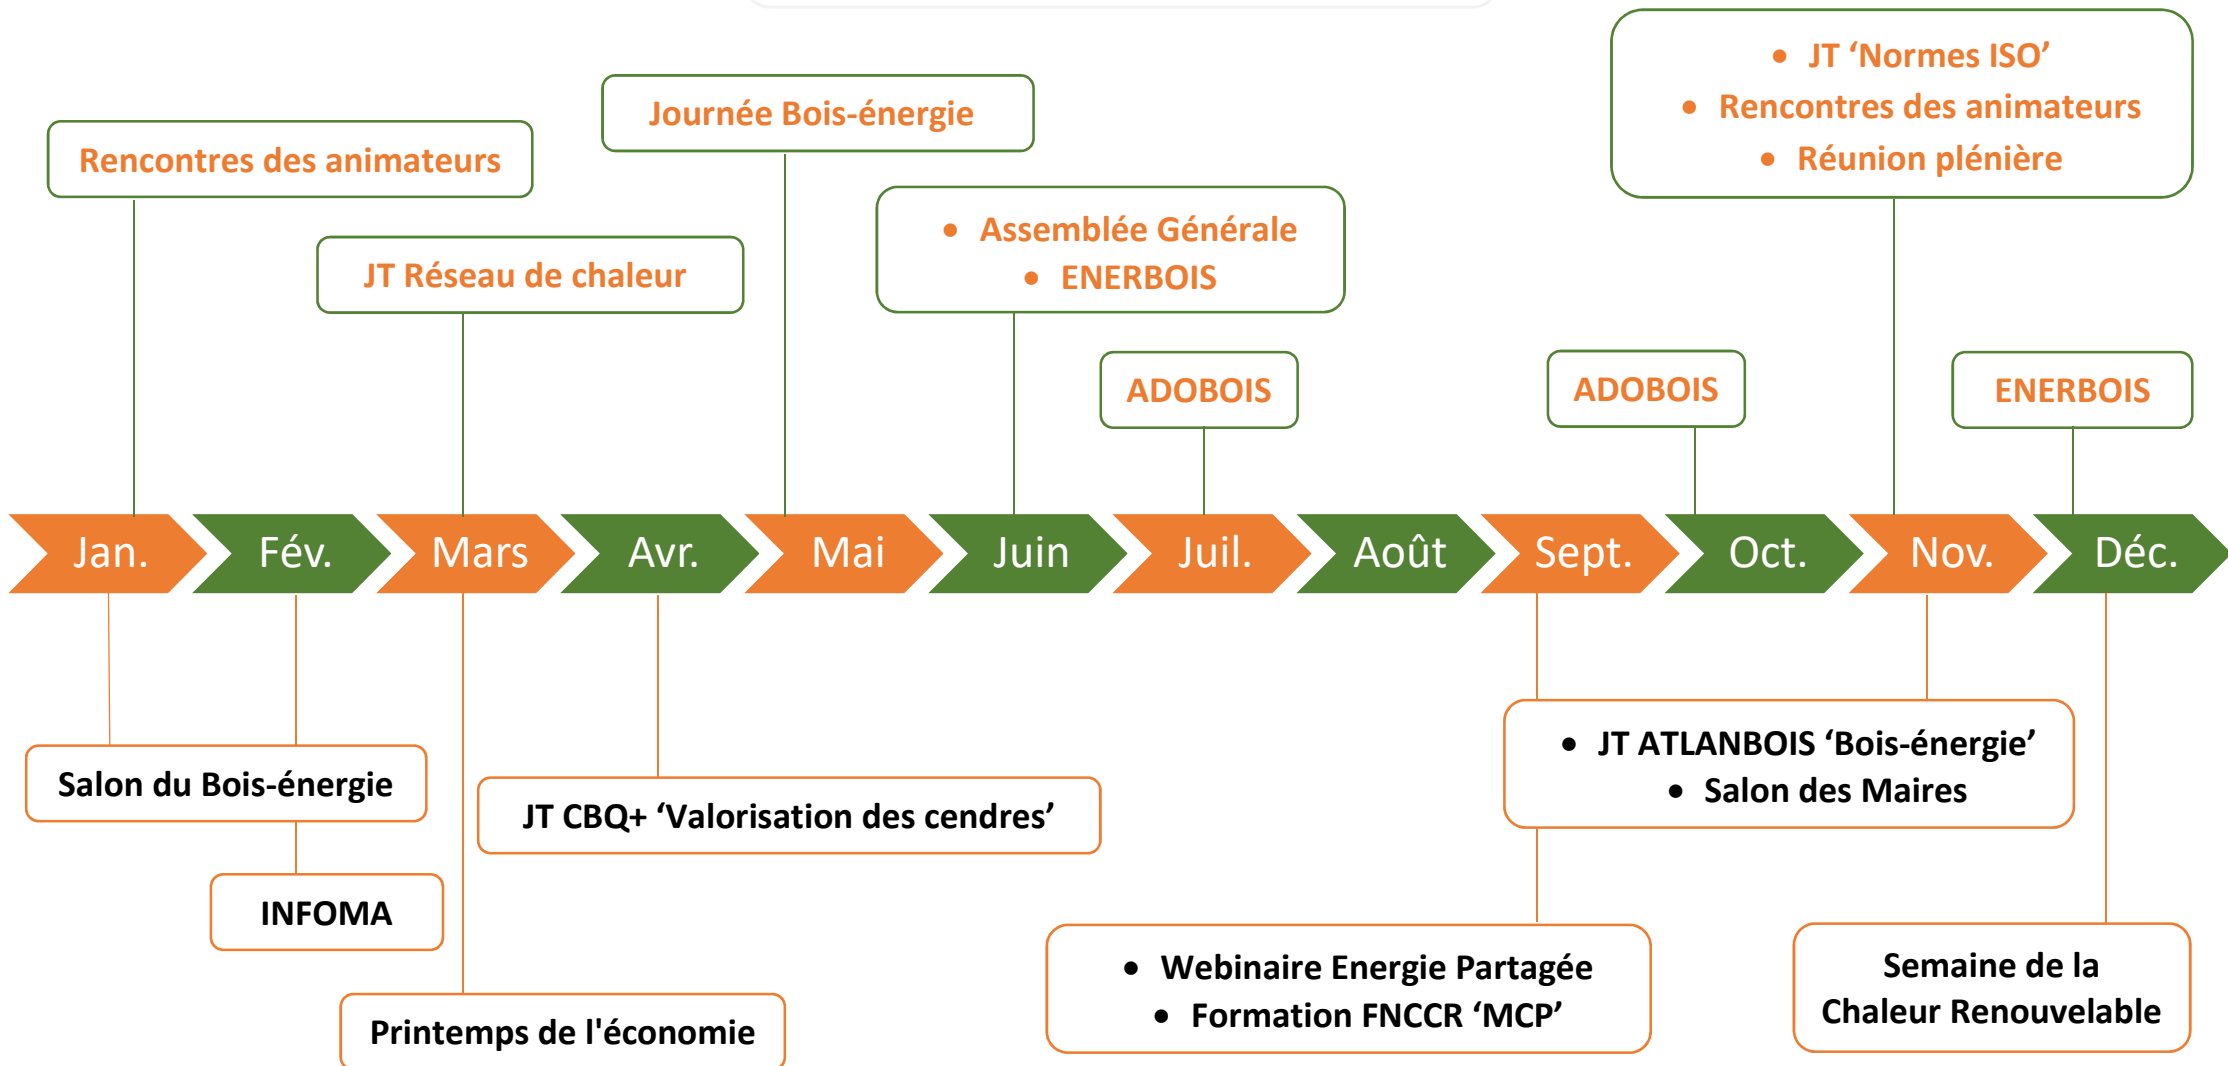 • JT ‘Normes ISO’
• Rencontres des animateurs
• Réunion plénière
Journée Bois-énergie
Rencontres des animateurs
• Assemblée Générale
• ENERBOIS
JT Réseau de chaleur
ADOBOIS
ADOBOIS
ENERBOIS
Jan.
Fév.
Mars
Avr.
Mai
Juin
Juil.
Août
Sept.
Oct.
Nov.
Déc.
Salon du Bois-énergie
JT CBQ+ ‘Valorisation des cendres’
• JT ATLANBOIS ‘Bois-énergie’
• Salon des Maires
INFOMA
• Webinaire Energie Partagée
• Formation FNCCR ‘MCP’
Semaine de la
Chaleur Renouvelable
Printemps de l'économie